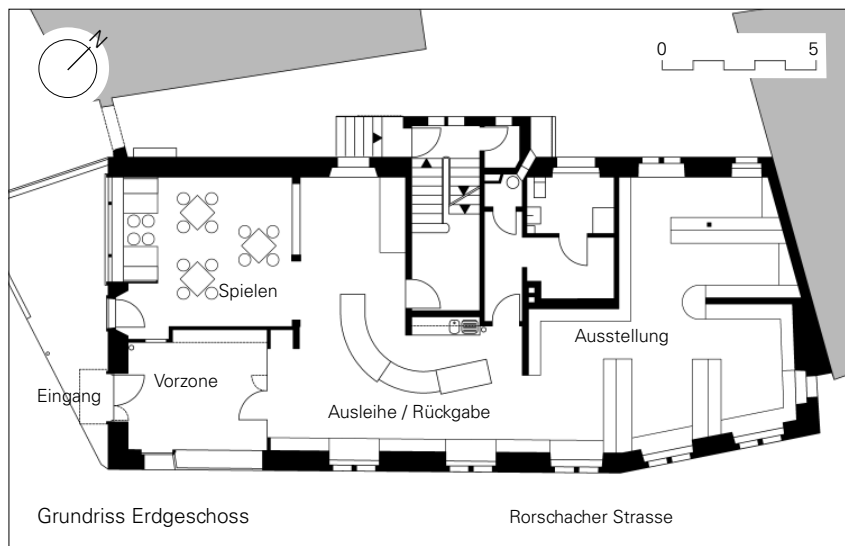 N
0 5
Spielen
Ausstellung
Vorzone
Eingang
Ausleihe / Rückgabe
Grundriss Erdgeschoss
Rorschacher Strasse